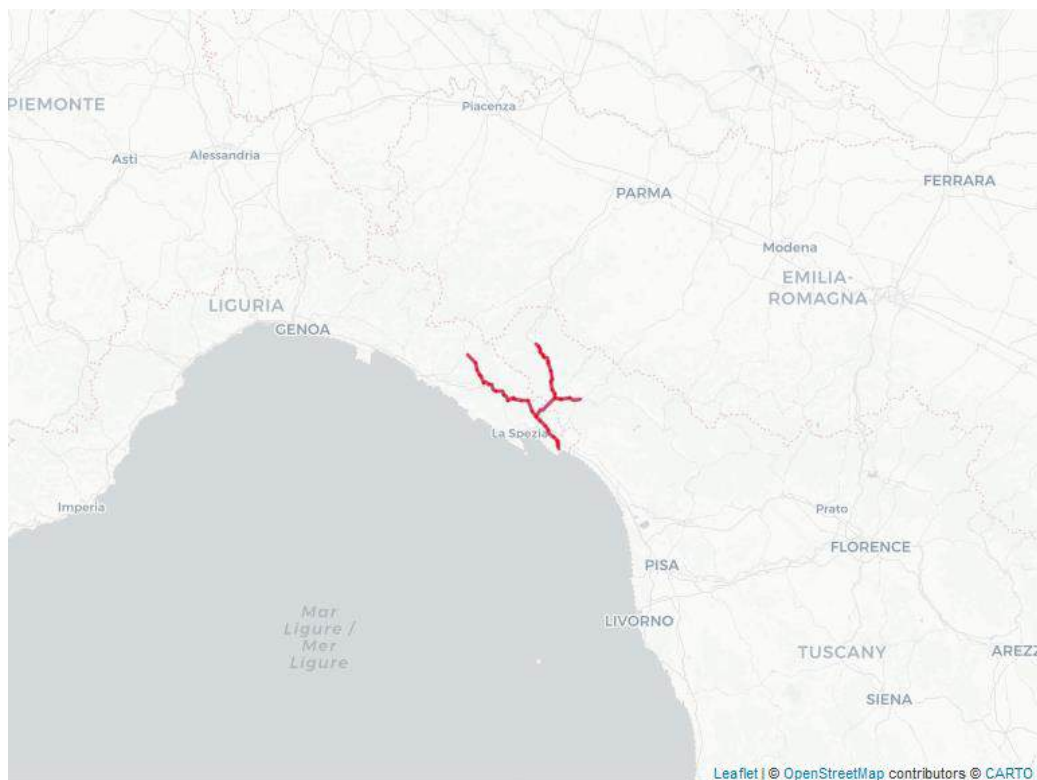 Piacenza
PIEMONTE
Asti
Alessandria
PARMA
FERRARA
Modena
EMILIA-
ROMAGNA
LIGURIA
GENOA
La Spezia
Imperia
Prato
FLORENCE
PISA
Mar
Ligure /
Mer
Ligure
LIVORNO
TUSCANY
AREZZ
SIENA
Leaflet | © OpenStreetMap contributors © CARTO